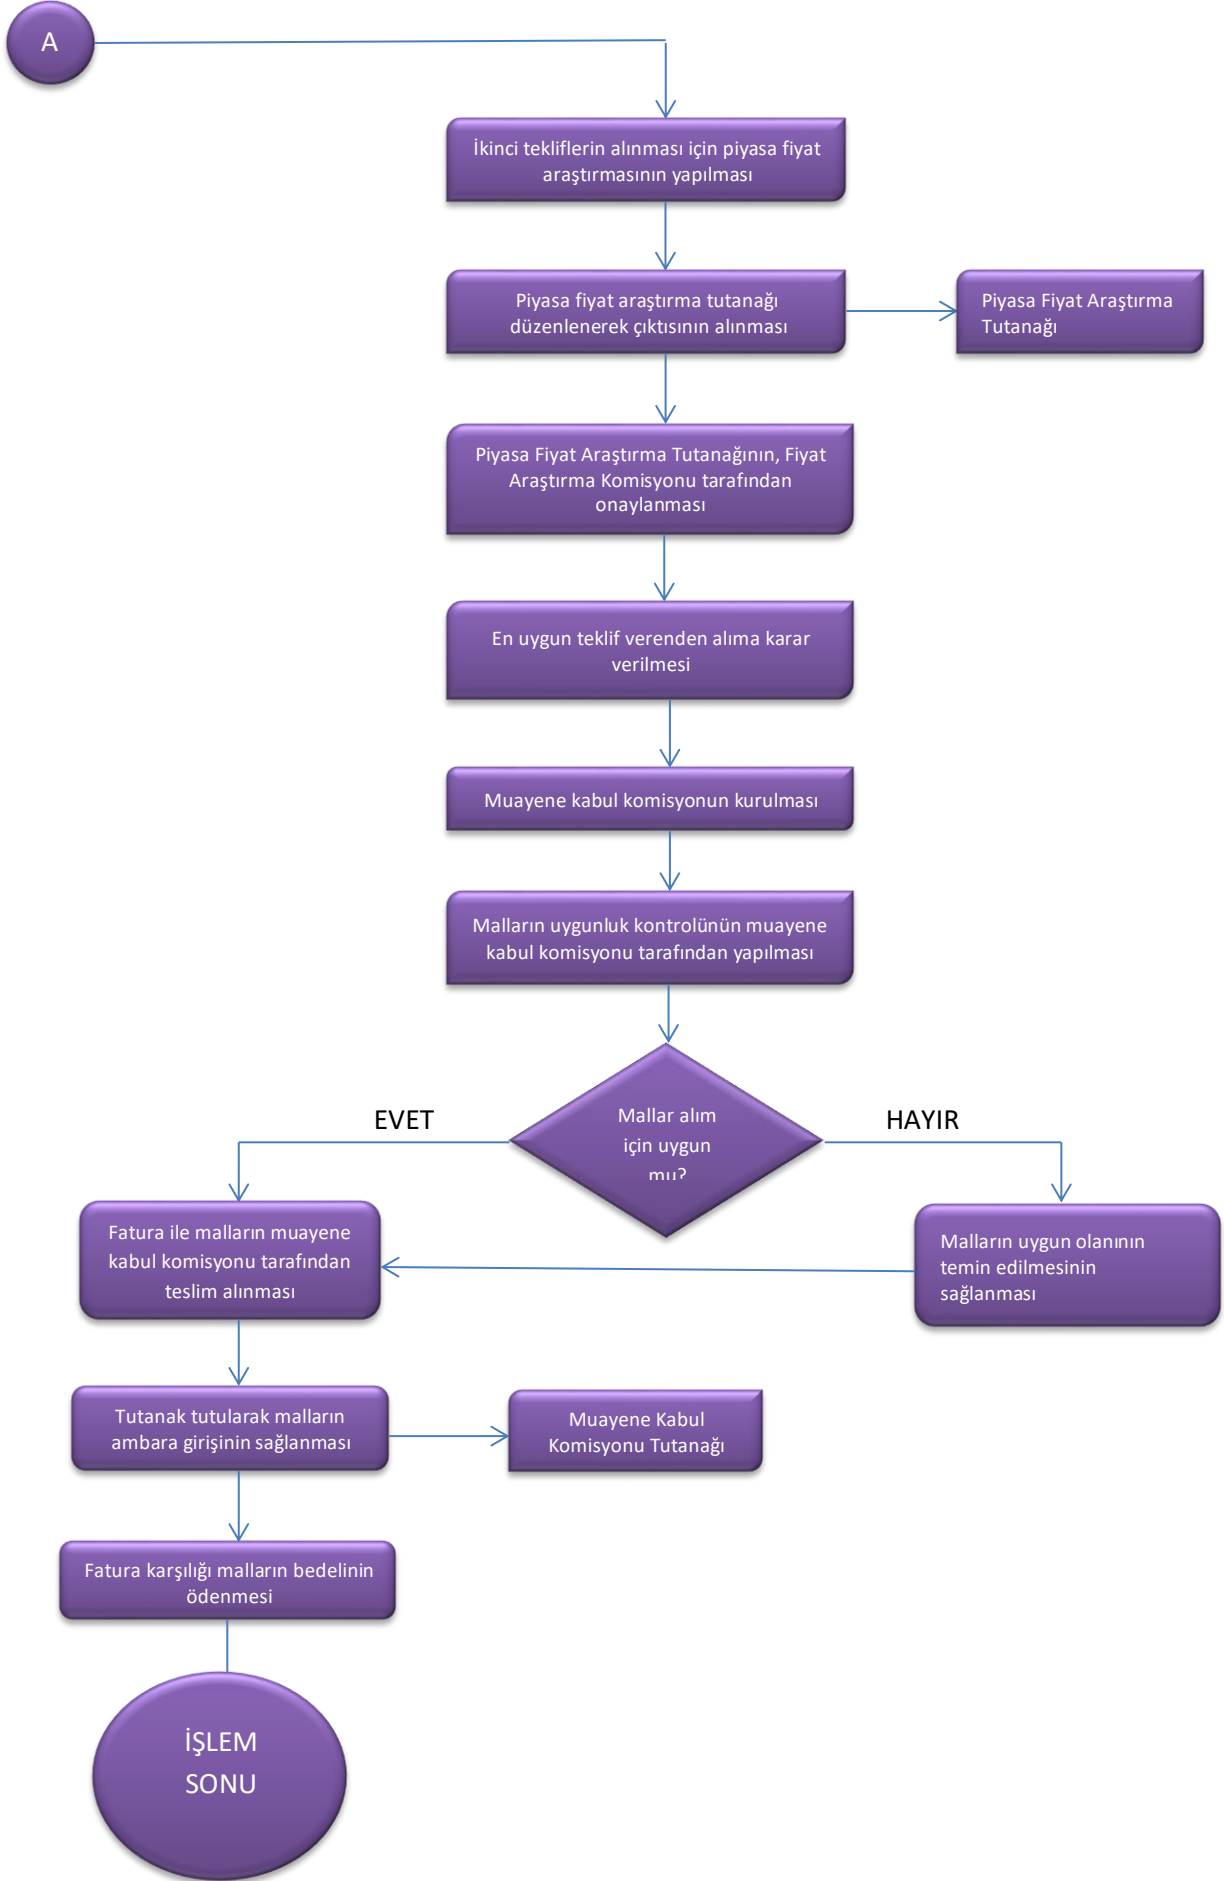 A
İkinci tekliflerin alınması için piyasa fiyat
araştırmasının yapılması
Piyasa fiyat araştırma tutanağı
düzenlenerek çıktısının alınması
Piyasa Fiyat Araştırma
Tutanağı
Piyasa Fiyat Araştırma Tutanağının, Fiyat
Araştırma Komisyonu tarafından
onaylanması
En uygun teklif verenden alıma karar
verilmesi
Muayene kabul komisyonun kurulması
Malların uygunluk kontrolünün muayene
kabul komisyonu tarafından yapılması
Mallar alım
için uygun
mu?
EVET
HAYIR
Fatura ile malların muayene
kabul komisyonu tarafından
teslim alınması
Malların uygun olanının
temin edilmesinin
sağlanması
Tutanak tutularak malların
ambara girişinin sağlanması
Muayene Kabul
Komisyonu Tutanağı
Fatura karşılığı malların bedelinin
ödenmesi
İŞLEM
SONU